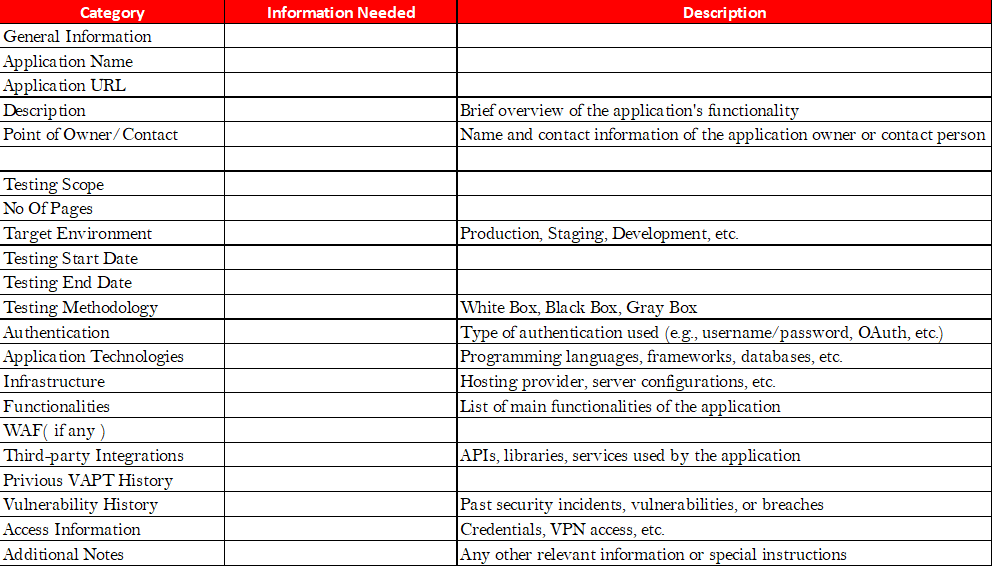 Category Information Needed Description
General Information
Application Name
Application URL
Description Brief overview of the application's functionality
Point of Owner/Contact Name and contact information of the application owner or contact person
Testing Scope
No Of Pages
Target Environment Production, Staging, Development, etc.
Testing Start Date
Testing End Date
Testing Methodology White Box, Black Box, Gray Box
Authentication Type of authentication used (e.g., username/password, OAuth, etc.)
Application Technologies Programming languages, frameworks, databases, etc.
Infrastructure Hosting provider, server configurations, etc.
Functionalities List of main functionalities of the application
WAF( if any )
Third-party Integrations APIs, libraries, services used by the application
Privious VAPT History
Vulnerability History Past security incidents, vulnerabilities, or breaches
Access Information Credentials, VPN access, etc.
Additional Notes Any other relevant information or special instructions